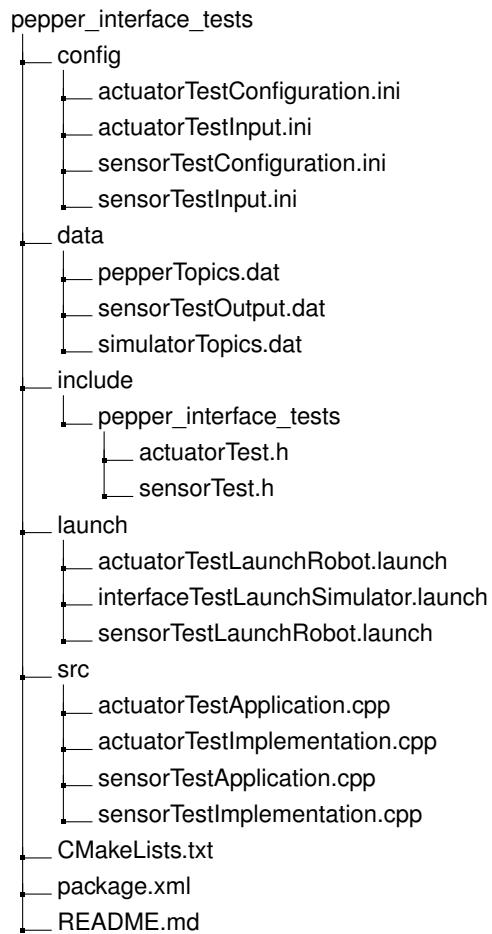 pepper_interface_tests
config
actuatorTestConfiguration.ini
actuatorTestInput.ini
sensorTestConfiguration.ini
sensorTestInput.ini
data
pepperTopics.dat
sensorTestOutput.dat
simulatorTopics.dat
include
pepper_interface_tests
actuatorTest.h
sensorTest.h
launch
actuatorTestLaunchRobot.launch
interfaceTestLaunchSimulator.launch
sensorTestLaunchRobot.launch
src
actuatorTestApplication.cpp
actuatorTestImplementation.cpp
sensorTestApplication.cpp
sensorTestImplementation.cpp
CMakeLists.txt
package.xml
README.md